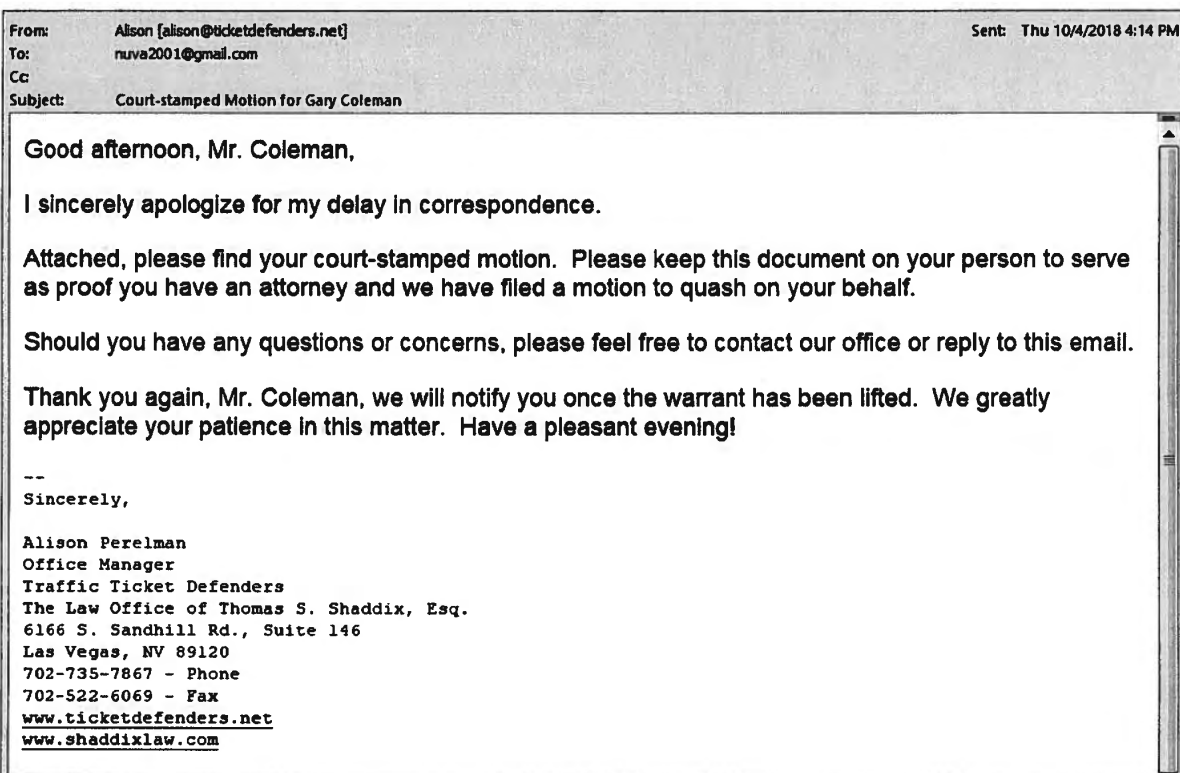 From: Alison [alison@ticketdefenders.net] Sent: Thu 10/4/2018 4:14 PM
To: nuva2001@gmail.com
Cc
Subject: Court-stamped Motion for Gary Coleman
Good afternoon, Mr. Coleman,
I sincerely apologize for my delay in correspondence.
Attached, please find your court-stamped motion. Please keep this document on your person to serve
as proof you have an attorney and we have filed a motion to quash on your behalf.
Should you have any questions or concerns, please feel free to contact our office or reply to this email.
Thank you again, Mr. Coleman, we will notify you once the warrant has been lifted. We greatly
appreciate your patience in this matter. Have a pleasant evening!
--
Sincerely,
Alison Perelman
Office Manager
Traffic Ticket Defenders
The Law Office of Thomas S. Shaddix, Esq.
6166 S. Sandhill Rd., Suite 146
Las Vegas, NV 89120
702-735-7867 - Phone
702-522-6069 - Fax
www.ticketdefenders.net
www.shaddixlaw.com